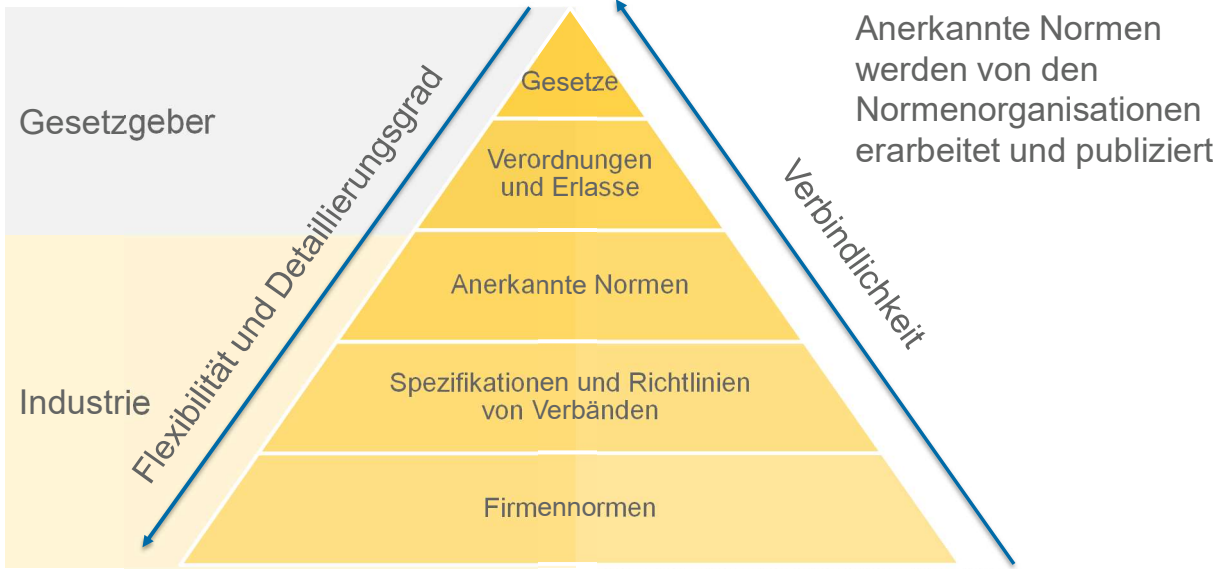 Anerkannte Normen
werden von den
Normenorganisationen
erarbeitet und publiziert
Gesetzgeber
Industrie
Flexibilität und Detaillierungsgrad
Gesetze
Verordnungen
und Erlasse
Anerkannte Normen
Spezifikationen und Richtlinien
von Verbänden
Firmennormen
Verbindlichkeit